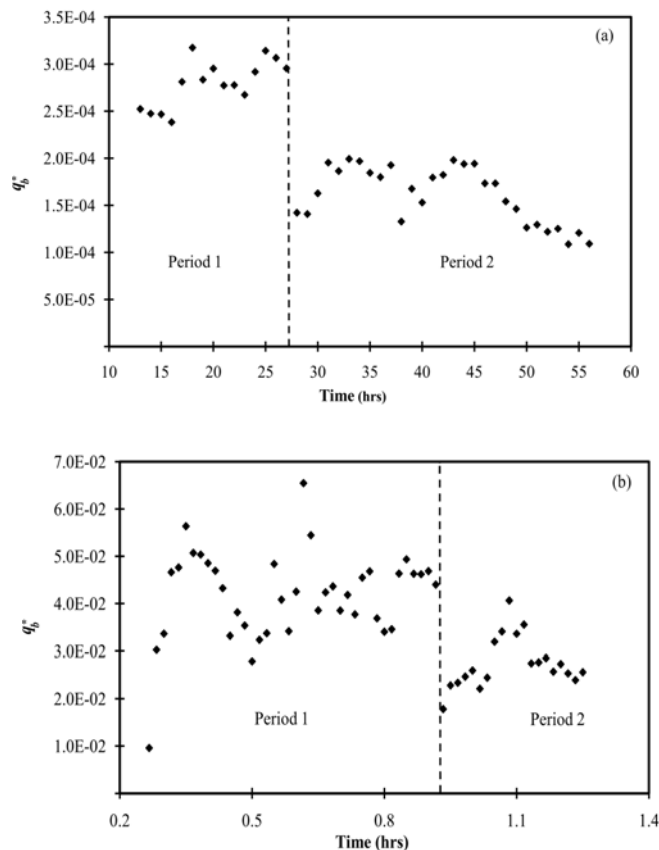 (a)
3.5E-04
3.0E-04
2.5E-04
2.0E-04
1.5E-04
1.0E-04
5.0E-05
q_b^*
Period 1
Period 2
10 15 20 25 30 35 40 45 50 55 60
Time (hrs)
(b)
7.0E-02
6.0E-02
5.0E-02
4.0E-02
3.0E-02
2.0E-02
1.0E-02
q_b^*
Period 1
Period 2
0.2 0.5 0.8 1.1 1.4
Time (hrs)